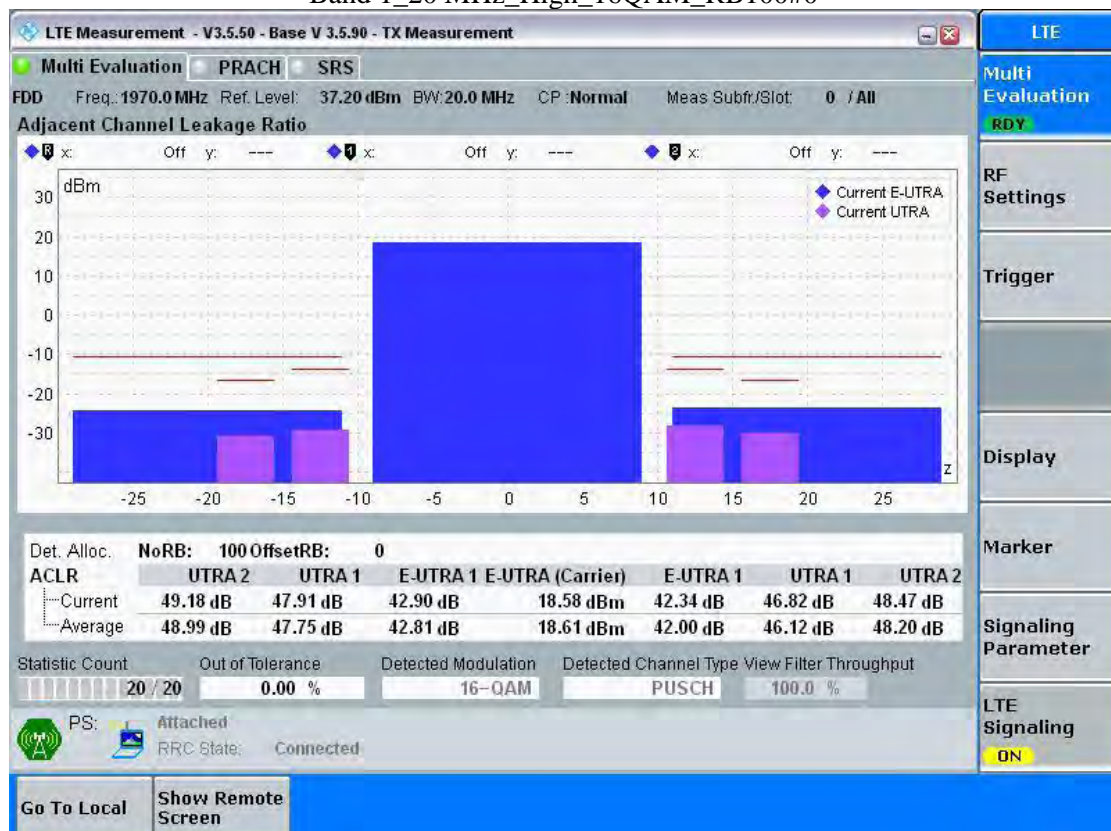 Band 1_20 MHz_High_16QAM_RB100#0
LTE Measurement - V3.5.50 - Base V 3.5.90 - TX Measurement
LTE
Multi Evaluation PRACH SRS
Multi Evaluation
RDY
FDD Freq.: 1970.0 MHz Ref. Level: 37.20 dBm BW: 20.0 MHz CP : Normal Meas Subfr./Slot: 0 / All
Adjacent Channel Leakage Ratio
R x: Off y: --- 1 x: Off y: --- 2 x: Off y: ---
dBm
Current E-UTRA
Current UTRA
30
20
10
0
-10
-20
-30
z
-25 -20 -15 -10 -5 0 5 10 15 20 25
RF Settings
Trigger
Display
Marker
Signaling Parameter
LTE Signaling
ON
Det. Alloc. NoRB: 100 OffsetRB: 0
ACLR UTRA 2 UTRA 1 E-UTRA 1 E-UTRA (Carrier) E-UTRA 1 UTRA 1 UTRA 2
Current 49.18 dB 47.91 dB 42.90 dB 18.58 dBm 42.34 dB 46.82 dB 48.47 dB
Average 48.99 dB 47.75 dB 42.81 dB 18.61 dBm 42.00 dB 46.12 dB 48.20 dB
Statistic Count Out of Tolerance Detected Modulation Detected Channel Type View Filter Throughput
20 / 20 0.00 % 16-QAM PUSCH 100.0 %
PS: Attached
RRC State: Connected
Go To Local
Show Remote Screen